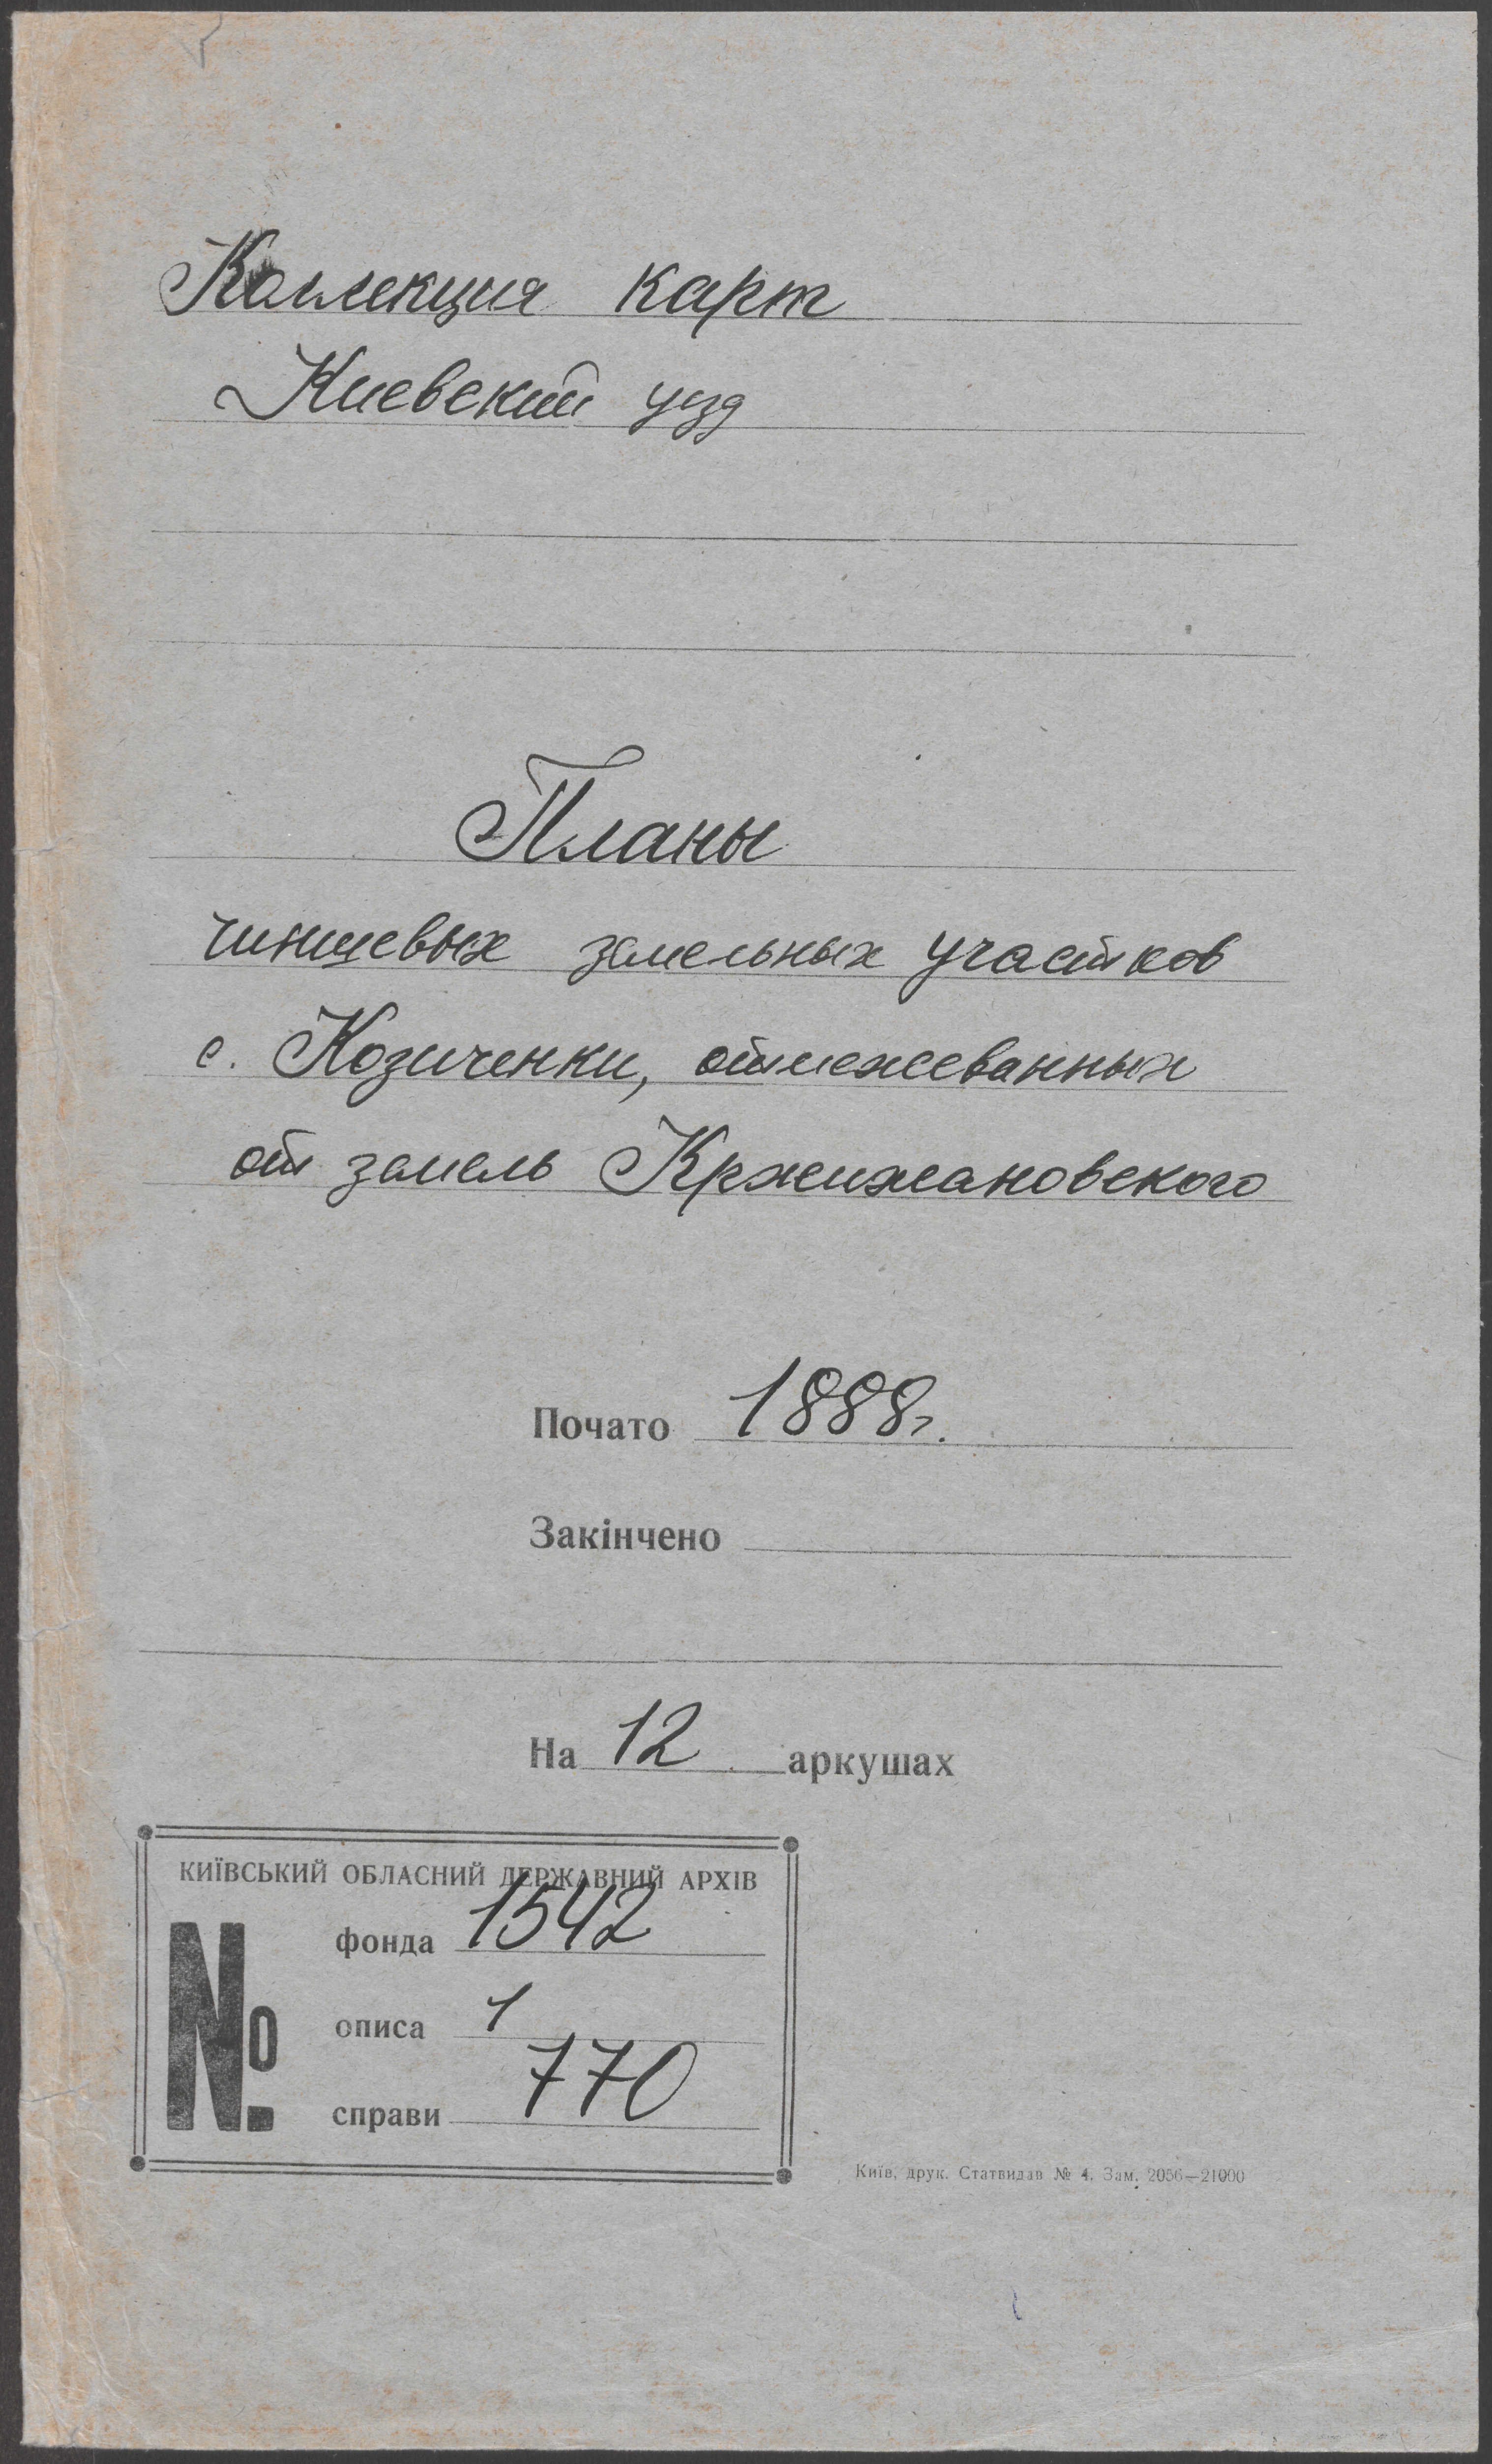 Коллекция карт
Киевский уезд
Планы
чиншевых земельных участков
с. Козиченки, отмежеванных
от земель Кржижановского
Почато 1888г.
Закінчено
На 12 аркушах
КИЇВСЬКИЙ ОБЛАСНИЙ ДЕРЖАВНИЙ АРХІВ
№ фонда 1542
описа 1
справи 770
Київ, друк. Статвидав № 4. Зам. 2056—21000